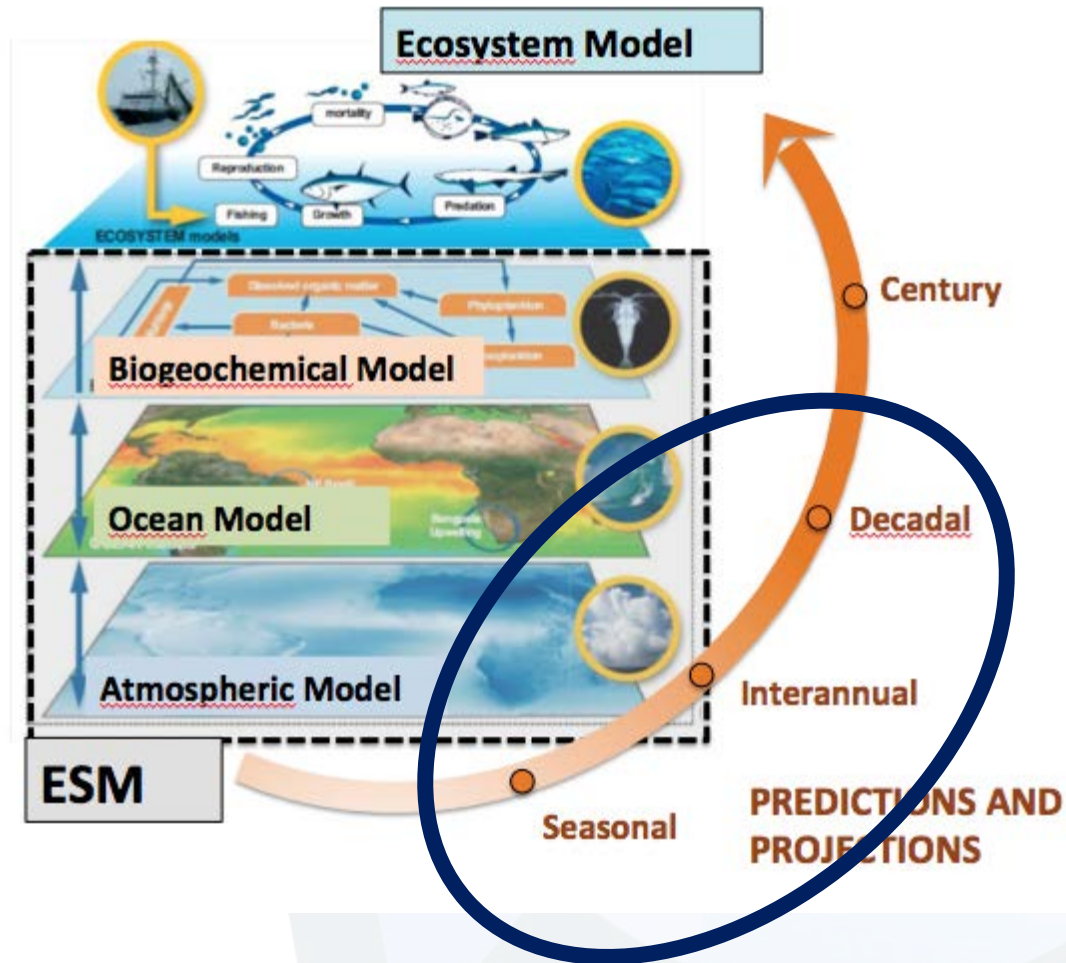 Ecosystem Model
mortality
Reproduction
Predation
Fishing
Growth
ECOSYSTEM models
Dissolved organic matter
Phytoplankton
Bacteria
Biogeochemical Model
Ocean Model
Benguela
Upwelling
Atmospheric Model
ESM
Century
Decadal
Interannual
Seasonal
PREDICTIONS AND
PROJECTIONS